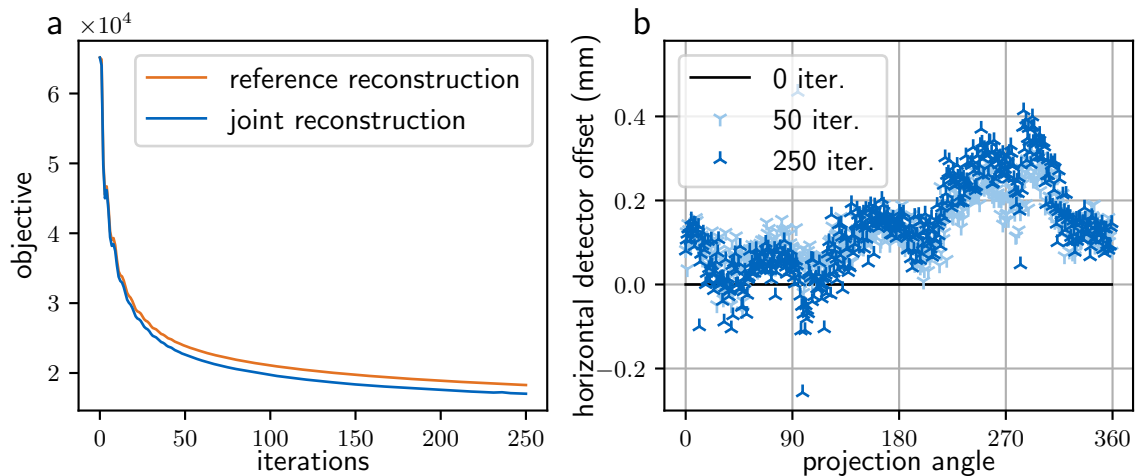 a
×10⁴
reference reconstruction
joint reconstruction
6
5
4
3
2
objective
0 50 100 150 200 250
iterations
b
0 iter.
50 iter.
250 iter.
0.4
0.2
0.0
−0.2
horizontal detector offset (mm)
0 90 180 270 360
projection angle